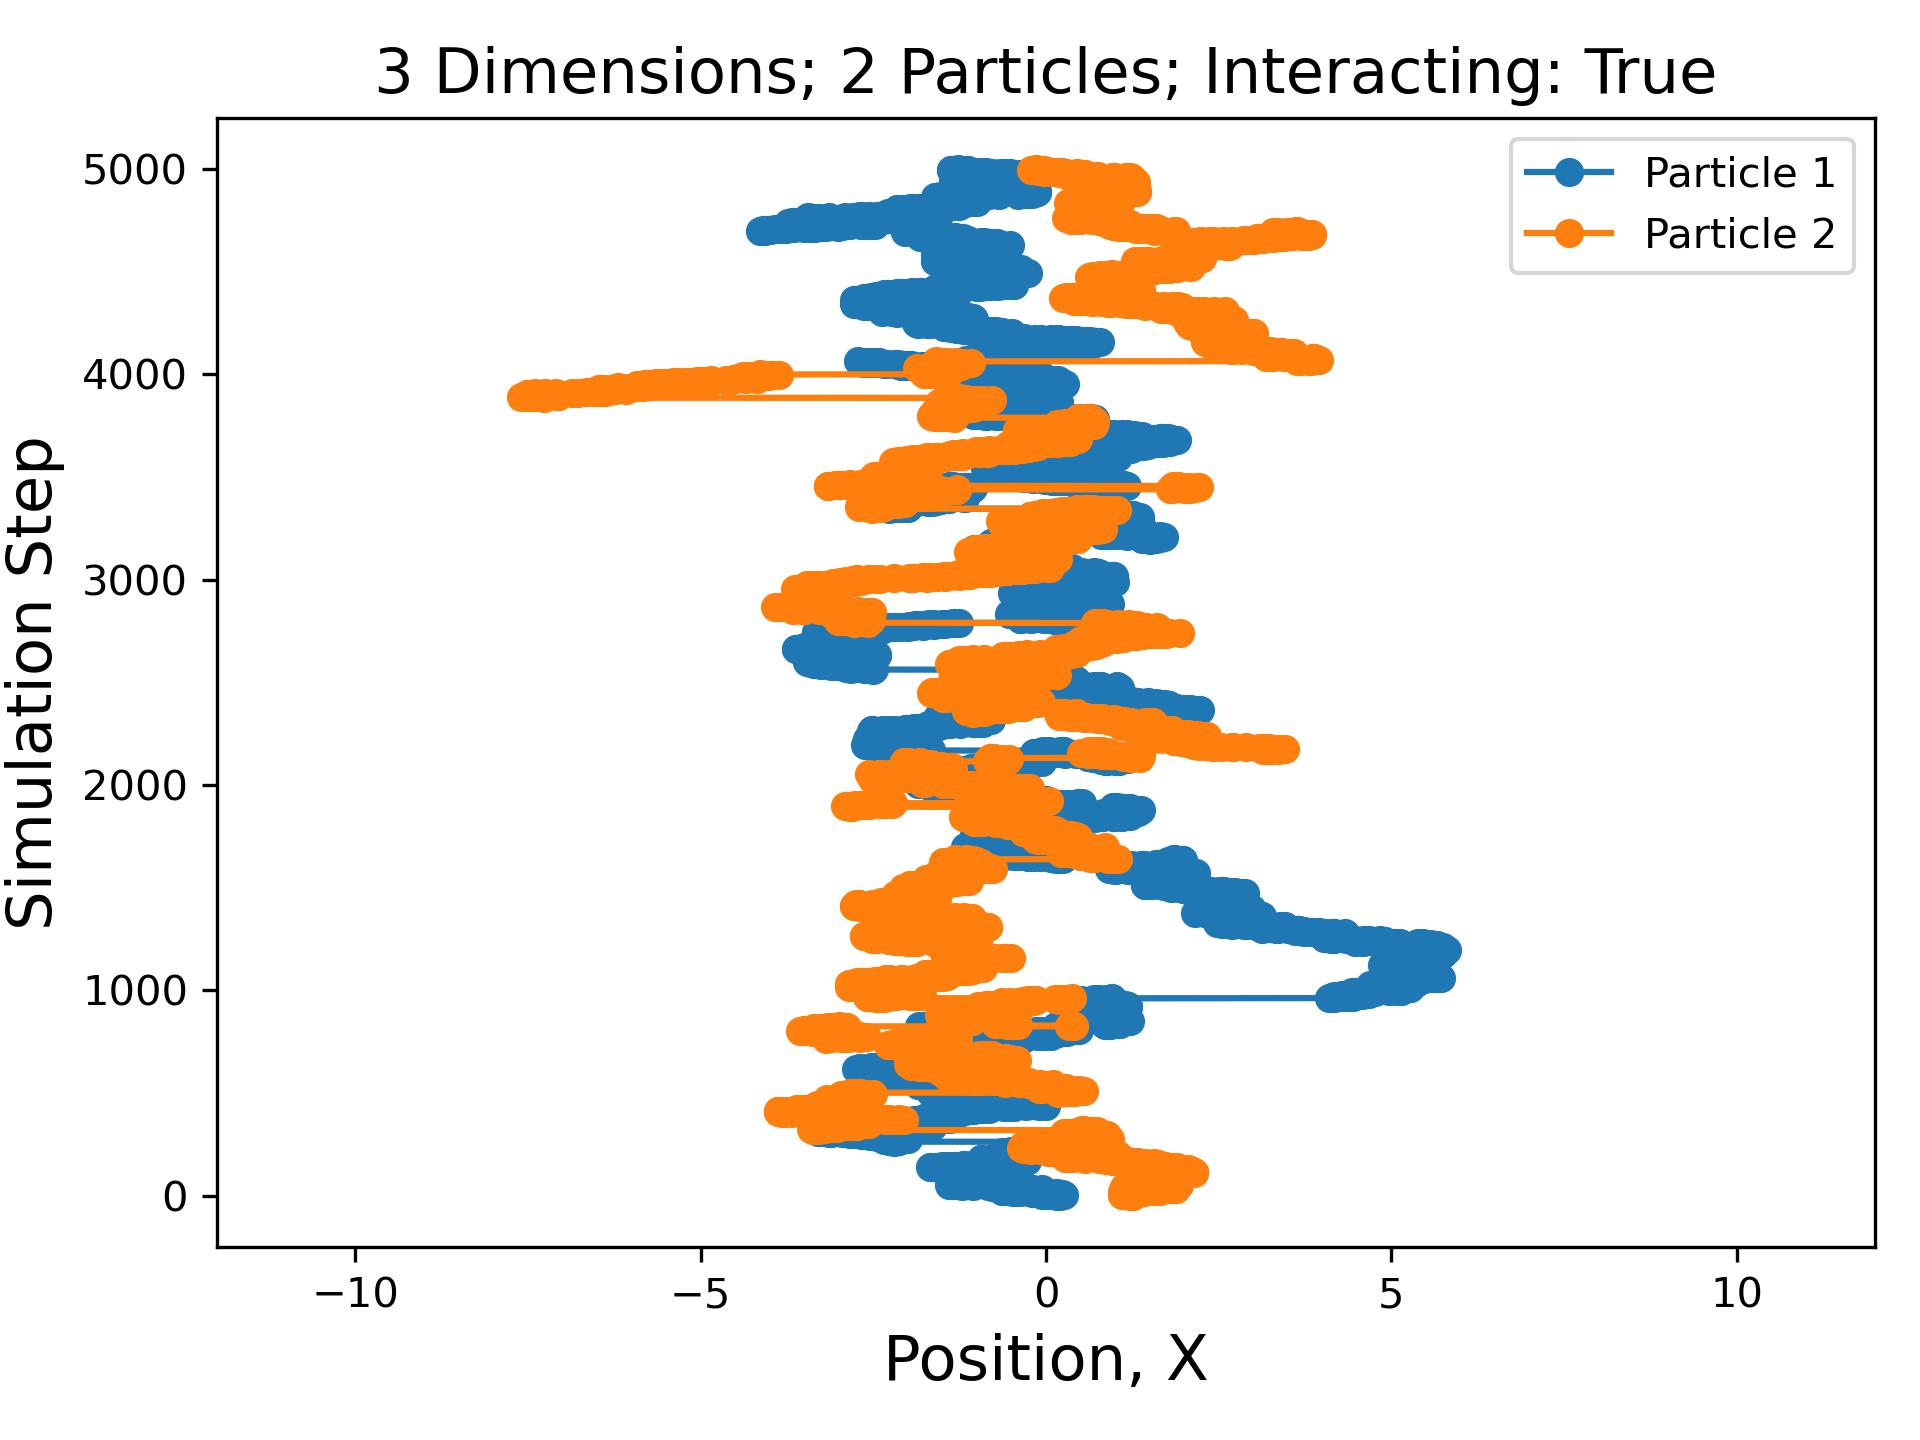 3 Dimensions; 2 Particles; Interacting: True
Particle 1
Particle 2
Simulation Step
5000
4000
3000
2000
1000
0
−10
−5
0
5
10
Position, X